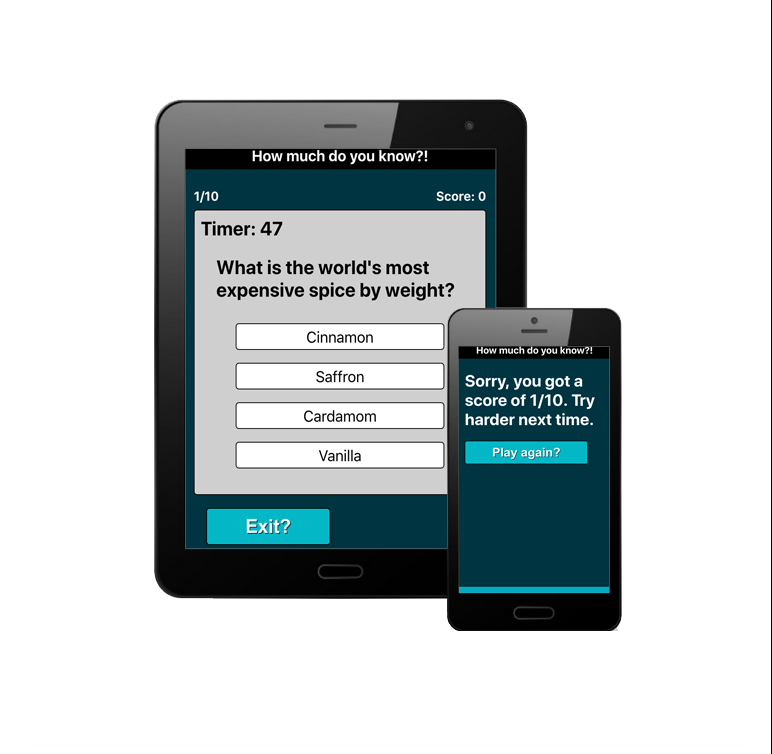 How much do you know?!
1/10 Score: 0
Timer: 47
What is the world's most
expensive spice by weight?
Cinnamon
Saffron
Cardamom
Vanilla
Exit?
How much do you know?!
Sorry, you got a
score of 1/10. Try
harder next time.
Play again?